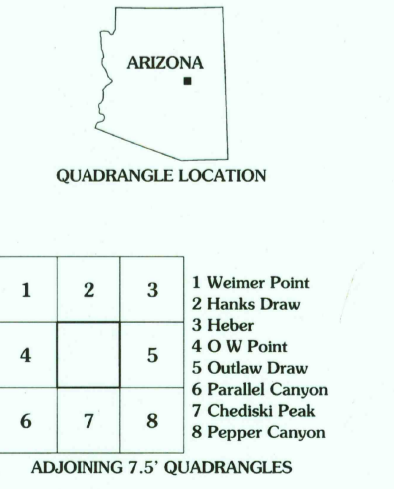 ARIZONA
QUADRANGLE LOCATION
1 2 3
4 5
6 7 8
1 Weimer Point
2 Hanks Draw
3 Heber
4 O W Point
5 Outlaw Draw
6 Parallel Canyon
7 Chediski Peak
8 Pepper Canyon
ADJOINING 7.5' QUADRANGLES